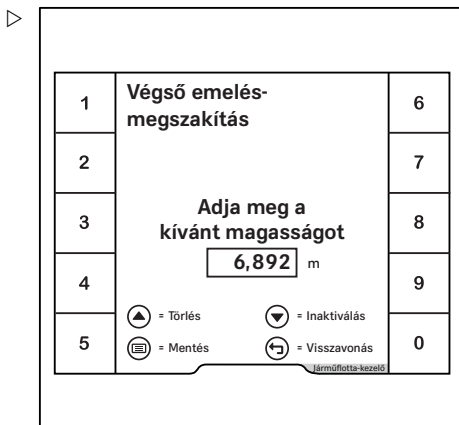 Végső emelés-
megszakítás
1
2
3
4
5
6
7
8
9
0
Adja meg a
kívánt magasságot
6,892 m
= Törlés
= Inaktiválás
= Mentés
= Visszavonás
Járműflotta-kezelő